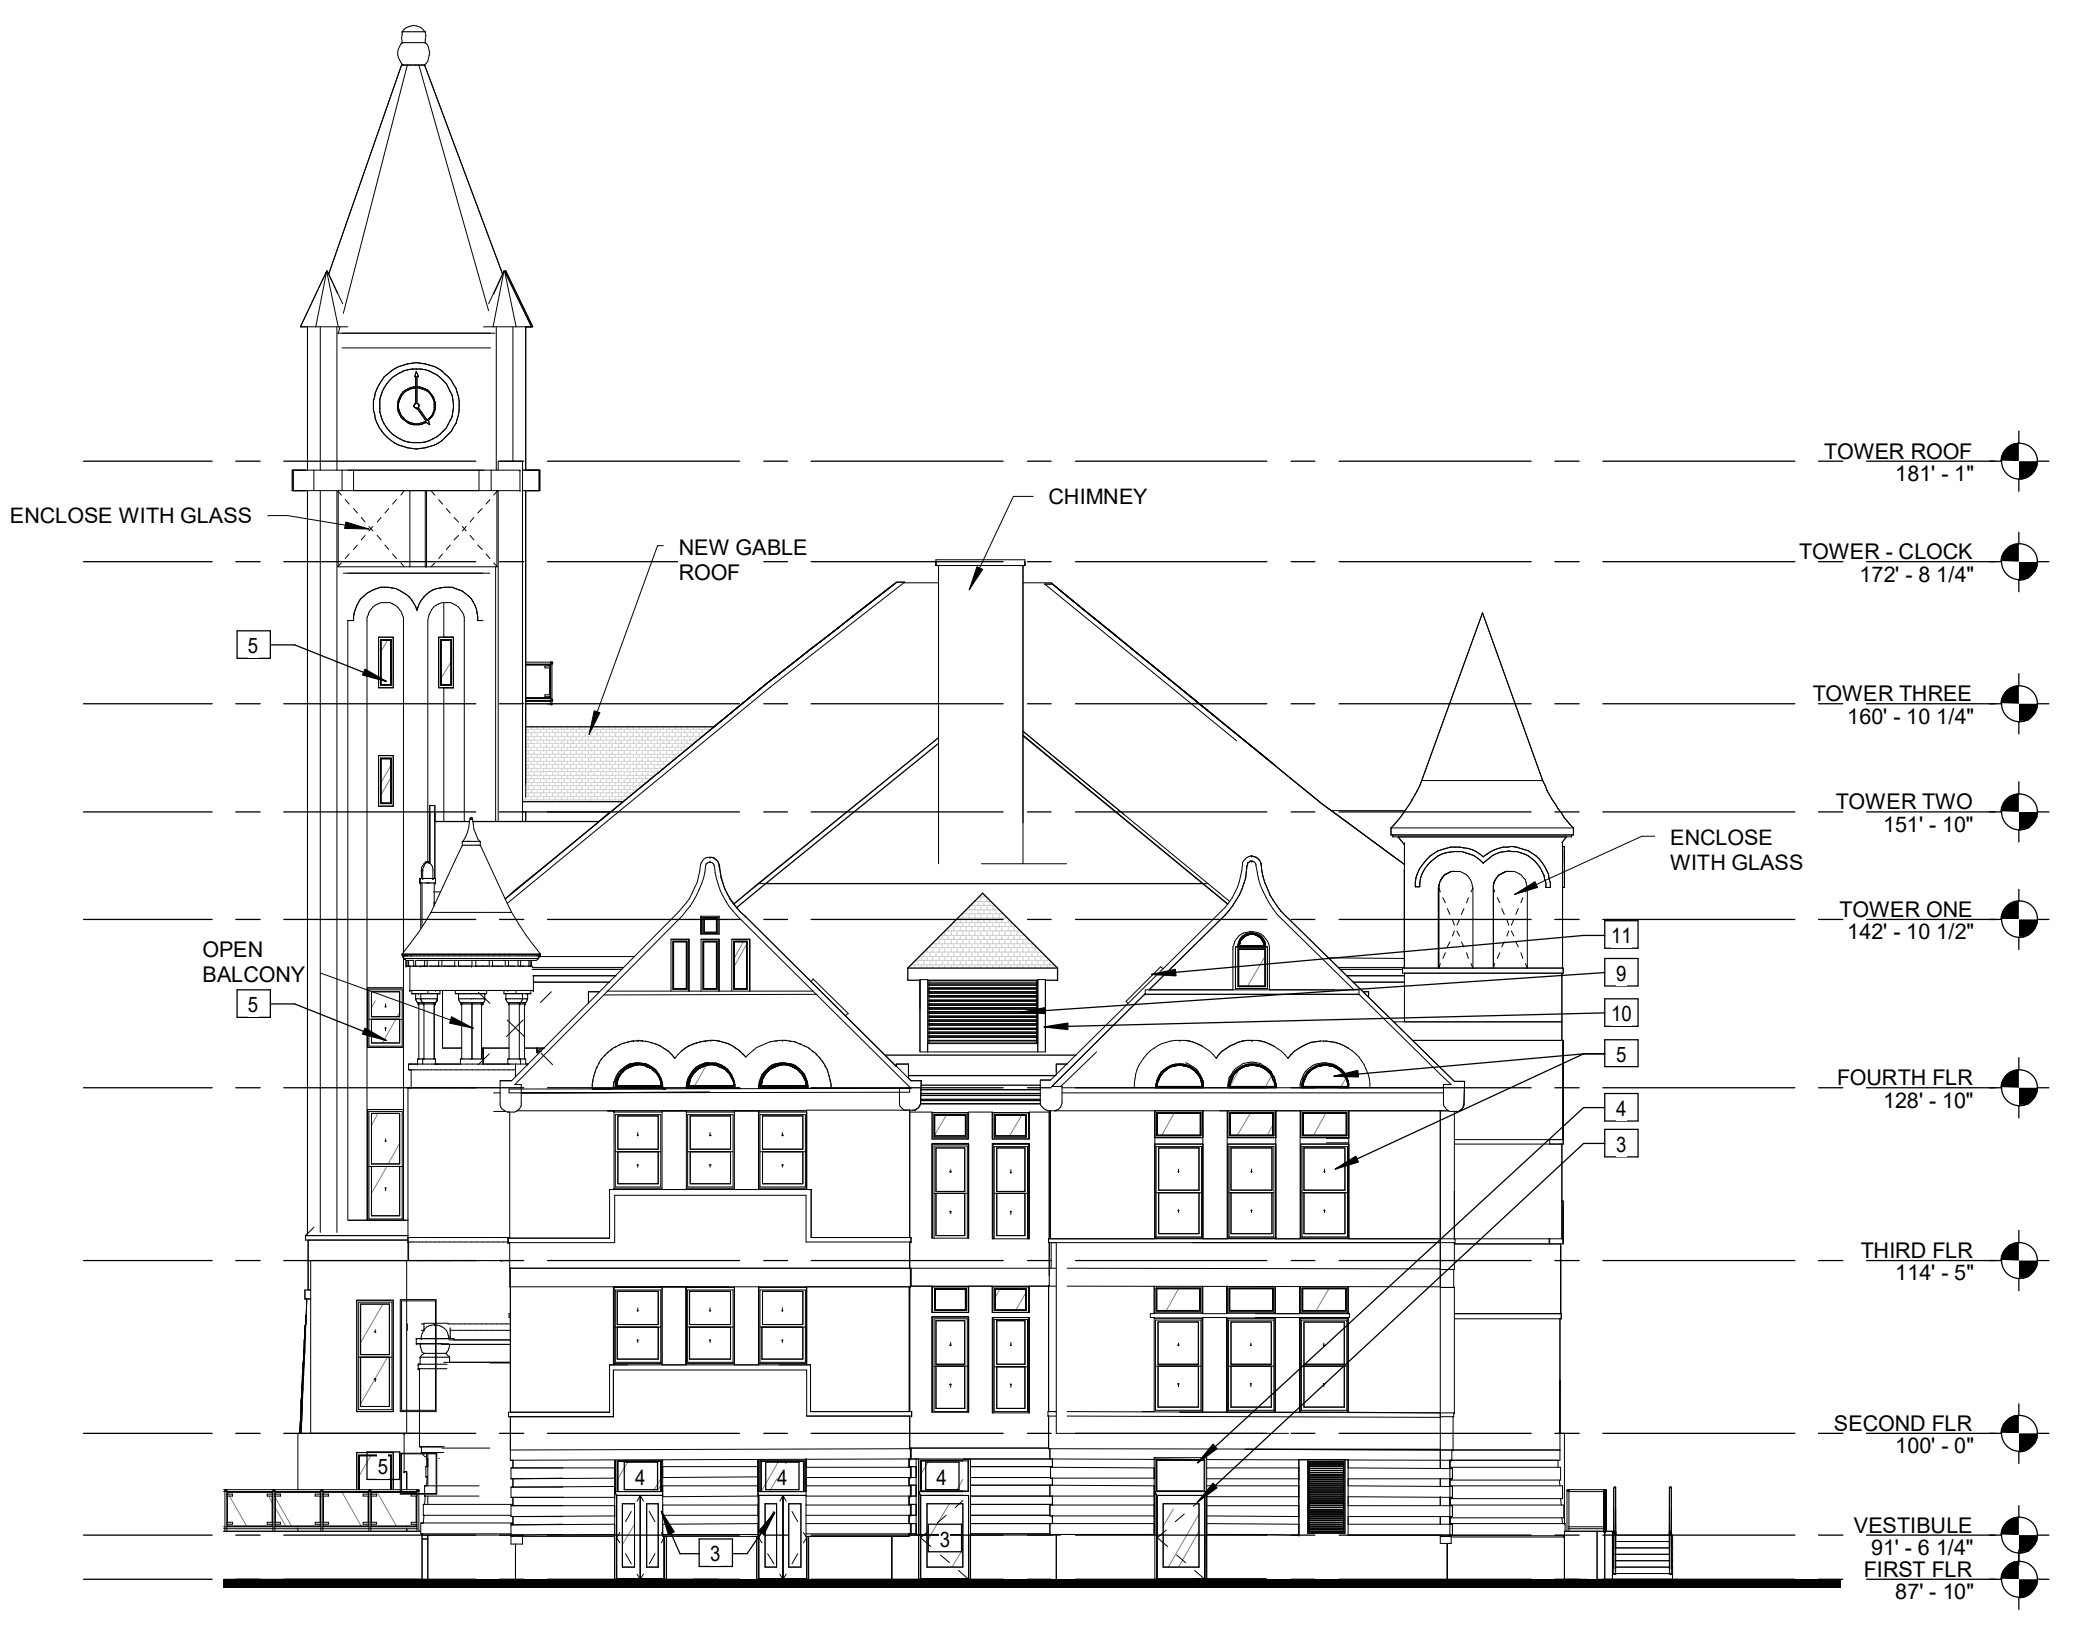 TOWER ROOF
181' - 1"
CHIMNEY
ENCLOSE WITH GLASS
NEW GABLE
ROOF
TOWER - CLOCK
172' - 8 1/4"
5
TOWER THREE
160' - 10 1/4"
TOWER TWO
151' - 10"
ENCLOSE
WITH GLASS
TOWER ONE
142' - 10 1/2"
11
OPEN
BALCONY
9
5
10
5
FOURTH FLR
128' - 10"
4
3
THIRD FLR
114' - 5"
SECOND FLR
100' - 0"
5
4
4
4
VESTIBULE
91' - 6 1/4"
3
3
FIRST FLR
87' - 10"